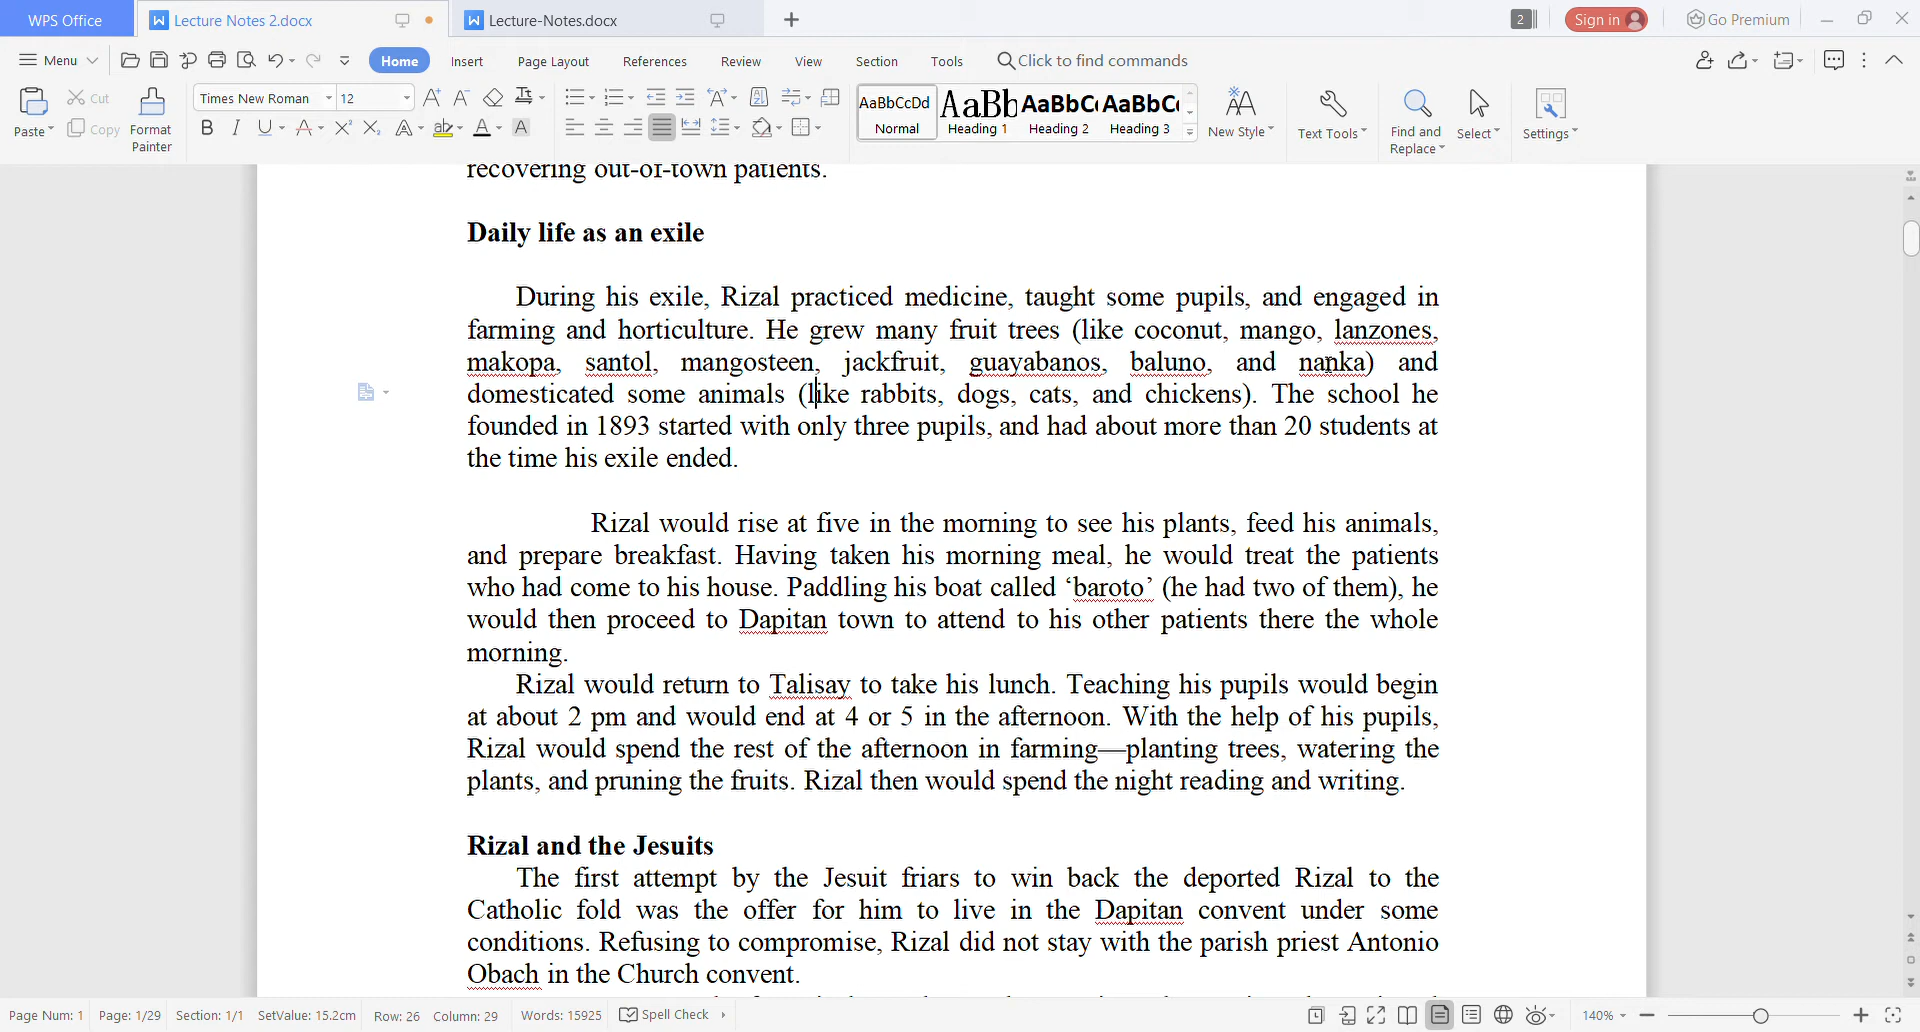 WPS Office
Lecture Notes 2.docx
Lecture-Notes.docx
2
Sign in
Go Premium
Menu
Home
Insert
Page Layout
References
Review
View
Section
Tools
Click to find commands
Paste
Cut
Copy
Format Painter
Times New Roman
12
AaBbCcDd
Normal
AaBb
Heading 1
AaBbC
Heading 2
AaBbC
Heading 3
New Style
Text Tools
Find and Replace
Select
Settings
recovering out-of-town patients.
Daily life as an exile
During his exile, Rizal practiced medicine, taught some pupils, and engaged in
farming and horticulture. He grew many fruit trees (like coconut, mango, lanzones,
makopa, santol, mangosteen, jackfruit, guayabanos, baluno, and nanka) and
domesticated some animals (like rabbits, dogs, cats, and chickens). The school he
founded in 1893 started with only three pupils, and had about more than 20 students at
the time his exile ended.
Rizal would rise at five in the morning to see his plants, feed his animals,
and prepare breakfast. Having taken his morning meal, he would treat the patients
who had come to his house. Paddling his boat called ‘baroto’ (he had two of them), he
would then proceed to Dapitan town to attend to his other patients there the whole
morning.
Rizal would return to Talisay to take his lunch. Teaching his pupils would begin
at about 2 pm and would end at 4 or 5 in the afternoon. With the help of his pupils,
Rizal would spend the rest of the afternoon in farming—planting trees, watering the
plants, and pruning the fruits. Rizal then would spend the night reading and writing.
Rizal and the Jesuits
The first attempt by the Jesuit friars to win back the deported Rizal to the
Catholic fold was the offer for him to live in the Dapitan convent under some
conditions. Refusing to compromise, Rizal did not stay with the parish priest Antonio
Obach in the Church convent.
Page Num: 1
Page: 1/29
Section: 1/1
SetValue: 15.2cm
Row: 26
Column: 29
Words: 15925
Spell Check
140%